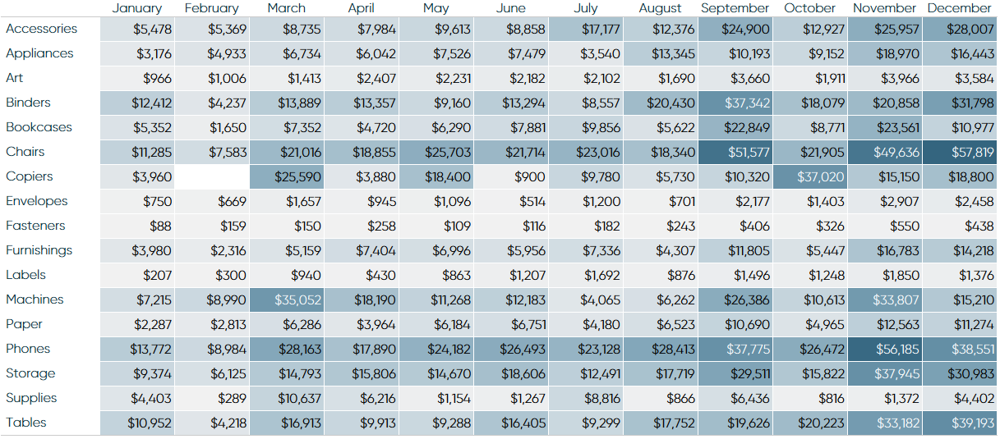 January February March April May June July August September October November December
Accessories $5,478 $5,369 $8,735 $7,984 $9,613 $8,858 $17,177 $12,376 $24,900 $12,927 $25,957 $28,007
Appliances $3,176 $4,933 $6,734 $6,042 $7,526 $7,479 $3,540 $13,345 $10,193 $9,152 $18,970 $16,443
Art $966 $1,006 $1,413 $2,407 $2,231 $2,182 $2,102 $1,690 $3,660 $1,911 $3,966 $3,584
Binders $12,412 $4,237 $13,889 $13,357 $9,160 $13,294 $8,557 $20,430 $37,342 $18,079 $20,858 $31,798
Bookcases $5,352 $1,650 $7,352 $4,720 $6,290 $7,881 $9,856 $5,622 $22,849 $8,771 $23,561 $10,977
Chairs $11,285 $7,583 $21,016 $18,855 $25,703 $21,714 $23,016 $18,340 $51,577 $21,905 $49,636 $57,819
Copiers $3,960 $25,590 $3,880 $18,400 $900 $9,780 $5,730 $10,320 $37,020 $15,150 $18,800
Envelopes $750 $669 $1,657 $945 $1,096 $514 $1,200 $701 $2,177 $1,403 $2,907 $2,458
Fasteners $88 $159 $150 $258 $109 $116 $182 $243 $406 $326 $550 $438
Furnishings $3,980 $2,316 $5,159 $7,404 $6,996 $5,956 $7,336 $4,307 $11,805 $5,447 $16,783 $14,218
Labels $207 $300 $940 $430 $863 $1,207 $1,692 $876 $1,496 $1,248 $1,850 $1,376
Machines $7,215 $8,990 $35,052 $18,190 $11,268 $12,183 $4,065 $6,262 $26,386 $10,613 $33,807 $15,210
Paper $2,287 $2,813 $6,286 $3,964 $6,184 $6,751 $4,180 $6,523 $10,690 $4,965 $12,563 $11,274
Phones $13,772 $8,984 $28,163 $17,890 $24,182 $26,493 $23,128 $28,413 $37,775 $26,472 $56,185 $38,551
Storage $9,374 $6,125 $14,793 $15,806 $14,670 $18,606 $12,491 $17,719 $29,511 $15,822 $37,945 $30,983
Supplies $4,403 $289 $10,637 $6,216 $1,154 $1,267 $8,816 $866 $6,436 $816 $1,372 $4,402
Tables $10,952 $4,218 $16,913 $9,913 $9,288 $16,405 $9,299 $17,752 $19,626 $20,223 $33,182 $39,193